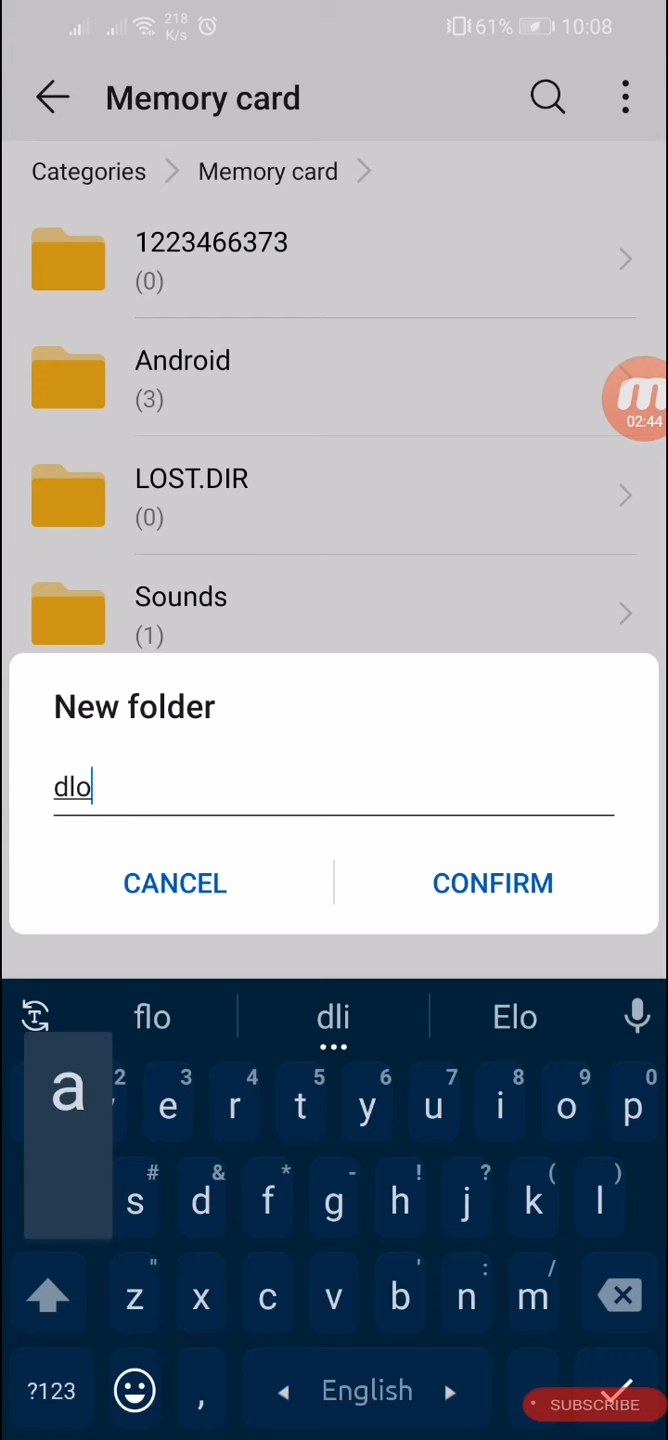 218
K/s
61% 10:08
Memory card
Categories Memory card
1223466373
(0)
Android
(3)
m
02:44
LOST.DIR
(0)
Sounds
(1)
New folder
dlo
CANCEL CONFIRM
flo dli Elo
a
2 3 4 5 6 7 8 9 0
e r t y u i o p
# & * - ! ? ( )
s d f g h j k l
" ' : /
z x c v b n m
?123 , English
SUBSCRIBE